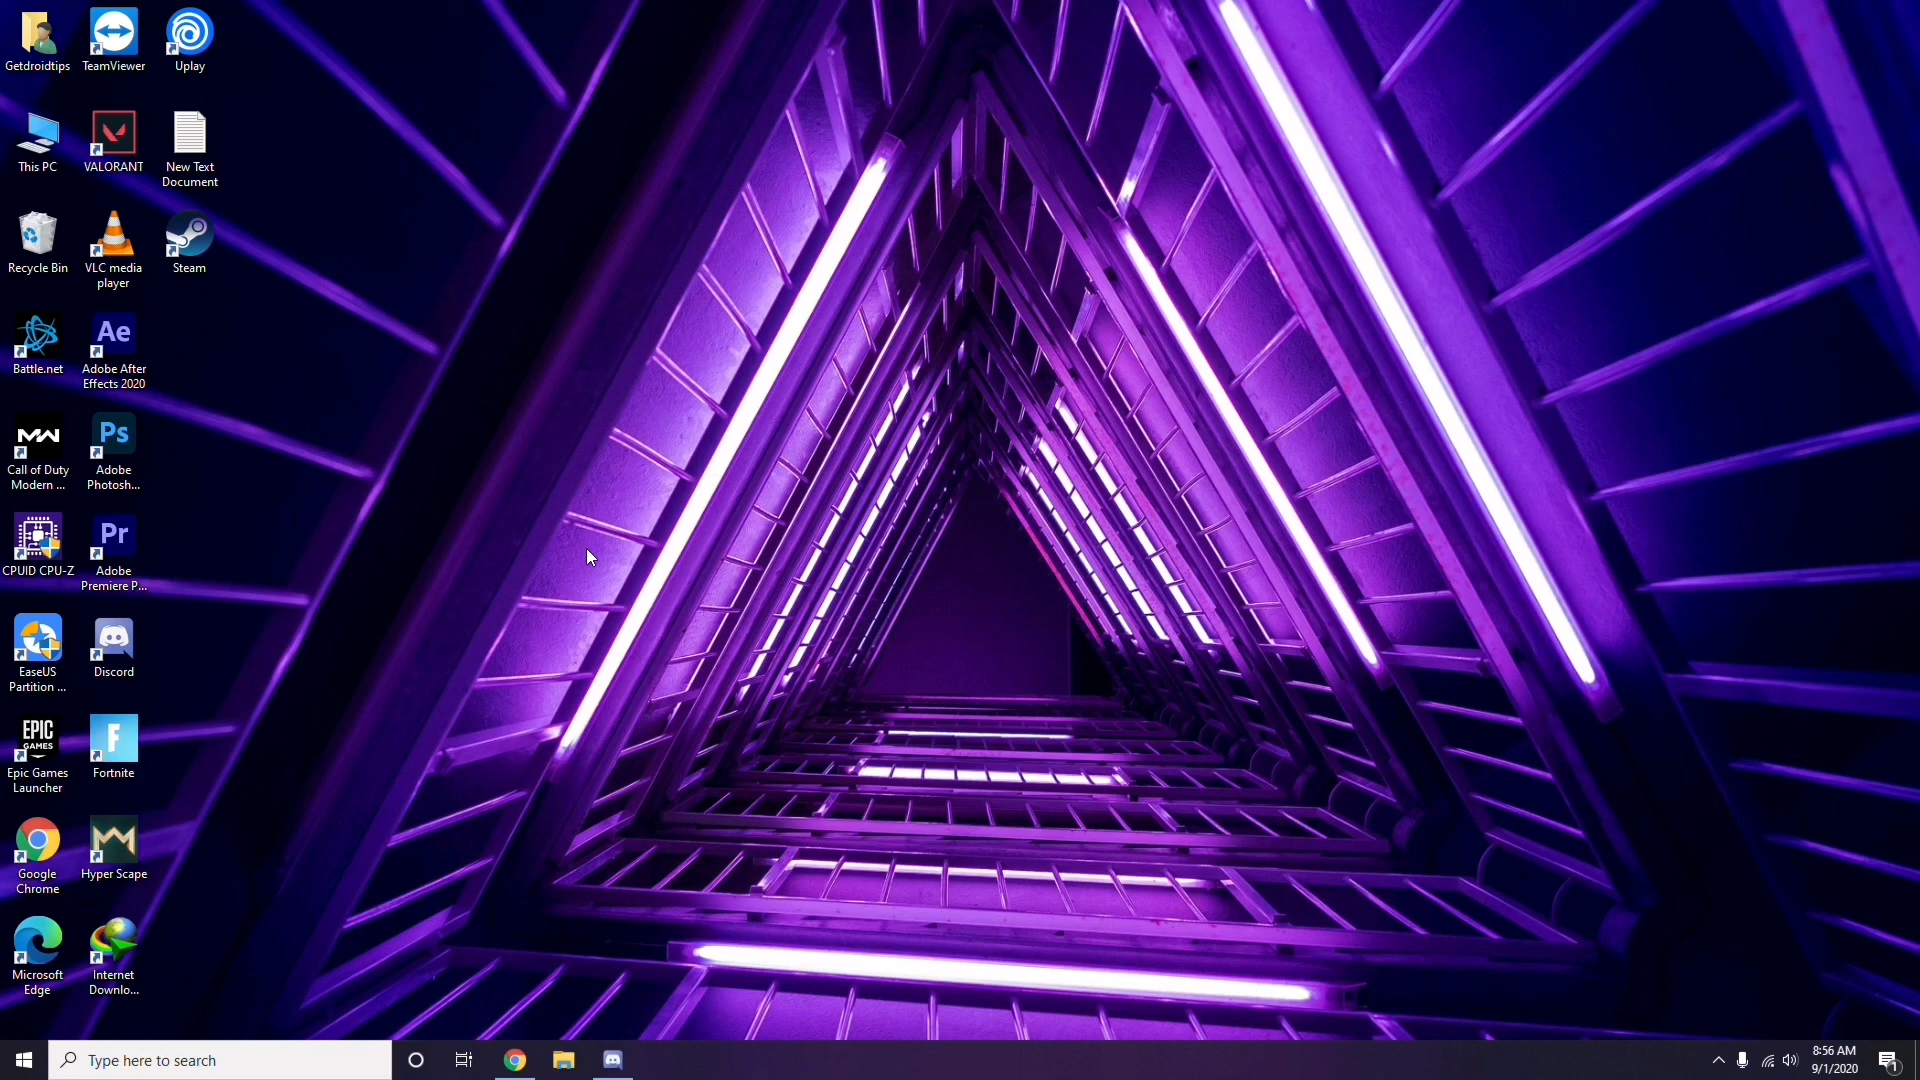 Getdroidtips
TeamViewer
Uplay
This PC
VALORANT
New Text
Document
Recycle Bin
VLC media
player
Steam
Battle.net
Ae
Adobe After
Effects 2020
MW
Call of Duty
Modern ...
Ps
Adobe
Photosh...
CPUID CPU-Z
Pr
Adobe
Premiere P...
EaseUS
Partition ...
Discord
EPIC
GAMES
Epic Games
Launcher
F
Fortnite
Google
Chrome
Hyper Scape
Microsoft
Edge
Internet
Downlo...
Type here to search
8:56 AM
9/1/2020
1